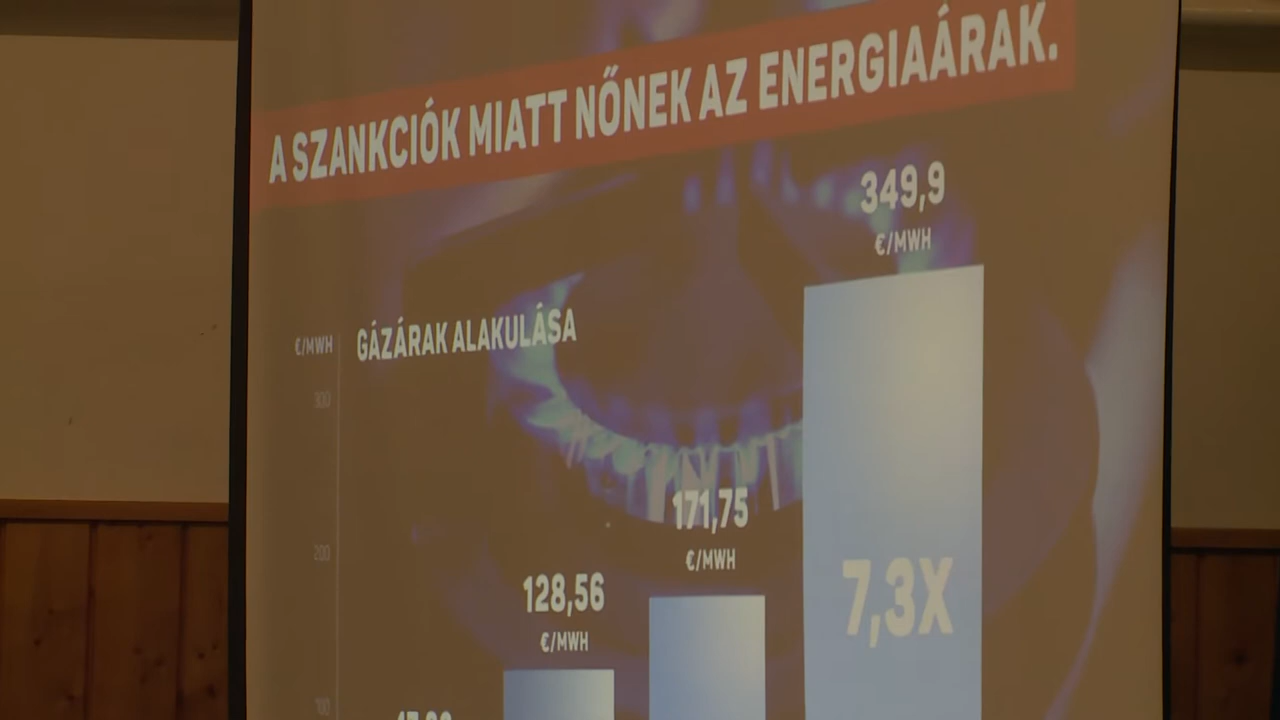 A SZANKCIÓK MIATT NŐNEK AZ ENERGIAÁRAK.
349,9
€/MWH
€/MWH
GÁZÁRAK ALAKULÁSA
300
171,75
€/MWH
200
128,56
€/MWH
7,3X
100